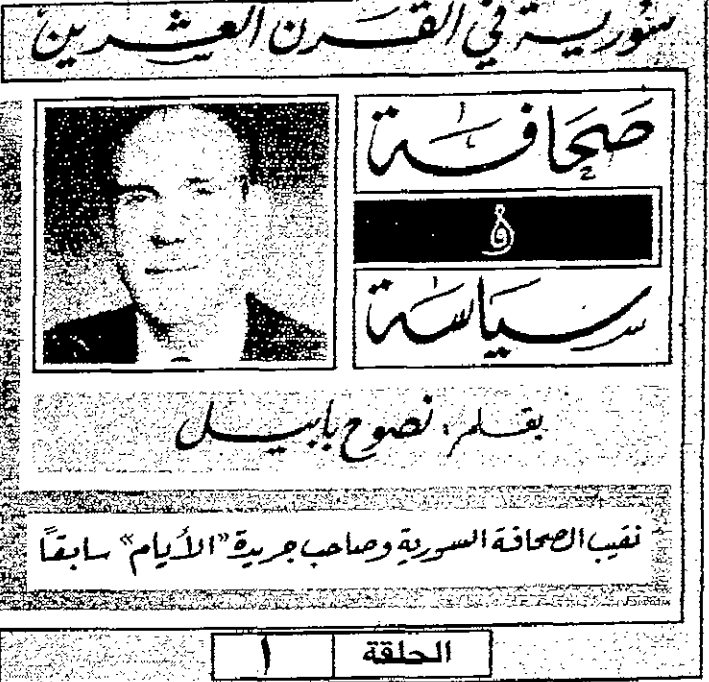 سورية في القرن العشرين
صحافة
و
سياسة
بقلم: نصوح بابيل
نقيب الصحافة السورية وصاحب جريدة "الأيام" سابقاً
الحلقة ١